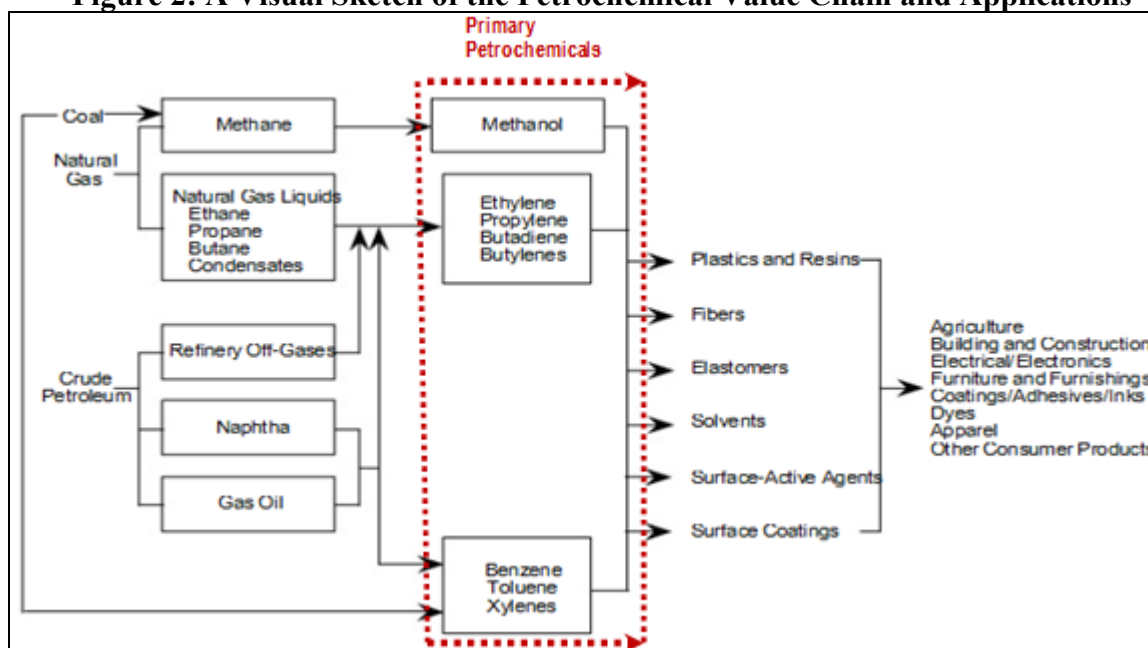 Figure 2: A Visual Sketch of the Petrochemical Value Chain and Applications
Primary
Petrochemicals
Coal
Methane
Methanol
Natural
Gas
Natural Gas Liquids
Ethane
Propane
Butane
Condensates
Ethylene
Propylene
Butadiene
Butylenes
Refinery Off-Gases
Crude
Petroleum
Naphtha
Gas Oil
Benzene
Toluene
Xylenes
Plastics and Resins
Fibers
Elastomers
Solvents
Surface-Active Agents
Surface Coatings
Agriculture
Building and Construction
Electrical/Electronics
Furniture and Furnishings
Coatings/Adhesives/Inks
Dyes
Apparel
Other Consumer Products